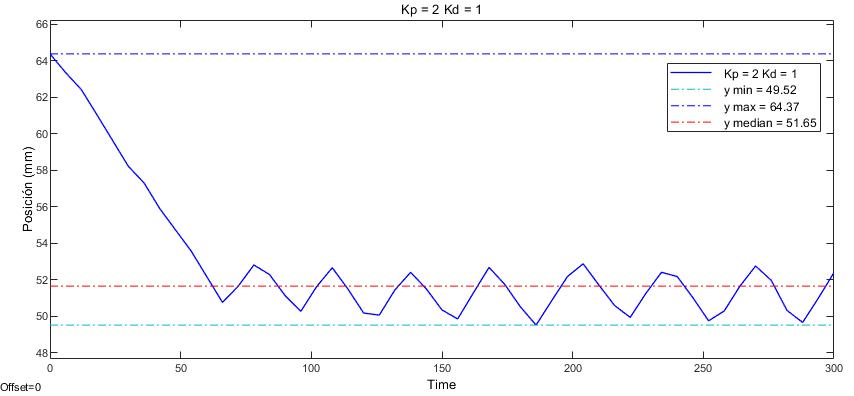 Kp = 2 Kd = 1
66
64
62
60
58
56
54
52
50
48
Posición (mm)
Kp = 2 Kd = 1
y min = 49.52
y max = 64.37
y median = 51.65
0 50 100 150 200 250 300
Time
Offset=0